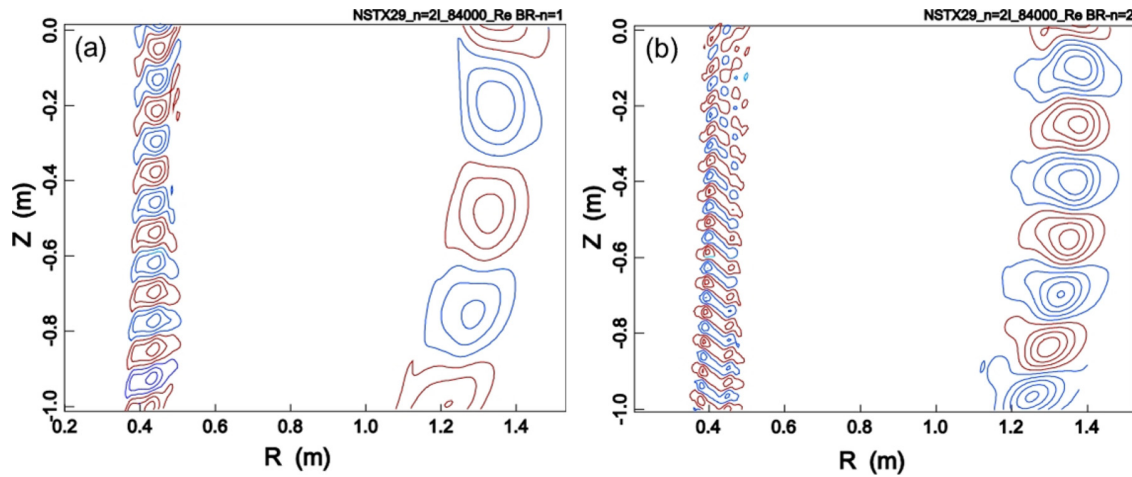 NSTX29_n=2I_84000_Re BR-n=1
(a)
0.0
-0.2
-0.4
-0.6
-0.8
-1.0
Z (m)
0.2 0.4 0.6 0.8 1.0 1.2 1.4
R (m)
NSTX29_n=2I_84000_Re BR-n=2
(b)
0.0
-0.2
-0.4
-0.6
-0.8
-1.0
Z (m)
0.4 0.6 0.8 1.0 1.2 1.4
R (m)